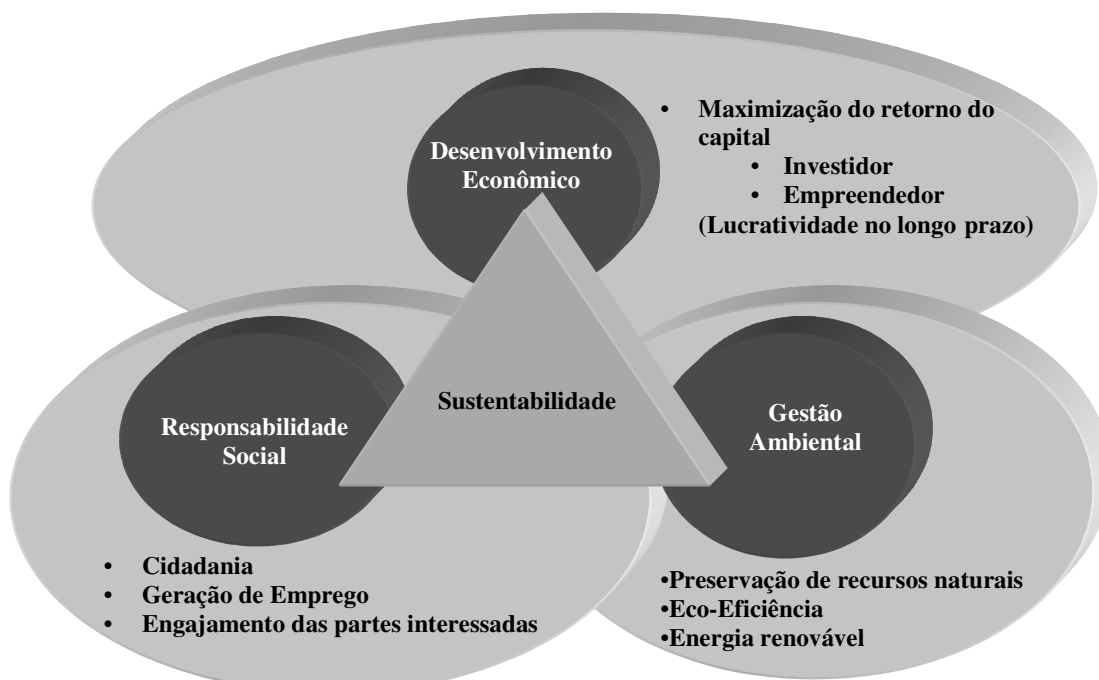 Desenvolvimento
Econômico
• Maximização do retorno do
capital
• Investidor
• Empreendedor
(Lucratividade no longo prazo)
Sustentabilidade
Responsabilidade
Social
• Cidadania
• Geração de Emprego
• Engajamento das partes interessadas
Gestão
Ambiental
•Preservação de recursos naturais
•Eco-Eficiência
•Energia renovável